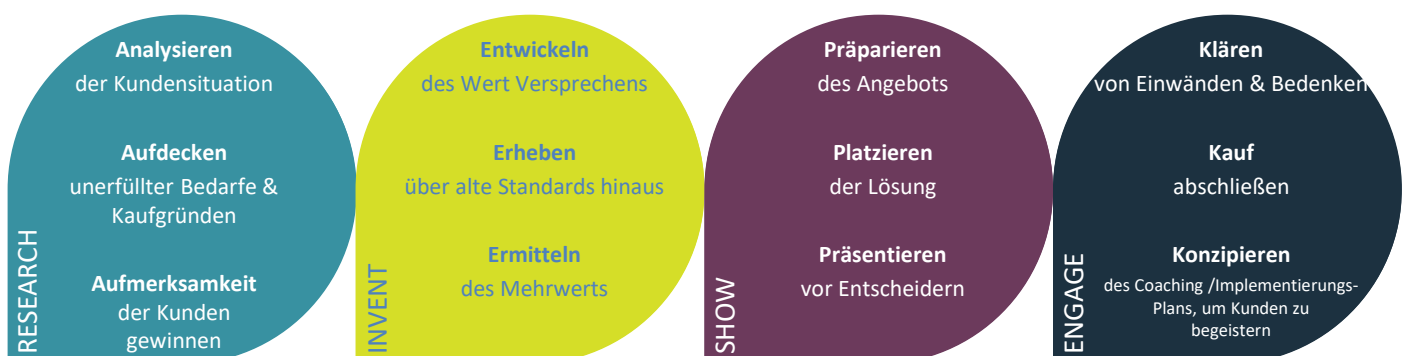 RESEARCH
Analysieren
der Kundensituation
Aufdecken
unerfüllter Bedarfe &
Kaufgründen
Aufmerksamkeit
der Kunden
gewinnen
INVENT
Entwickeln
des Wert Versprechens
Erheben
über alte Standards hinaus
Ermitteln
des Mehrwerts
SHOW
Präparieren
des Angebots
Platzieren
der Lösung
Präsentieren
vor Entscheidern
ENGAGE
Klären
von Einwänden & Bedenken
Kauf
abschließen
Konzipieren
des Coaching /Implementierungs-
Plans, um Kunden zu
begeistern